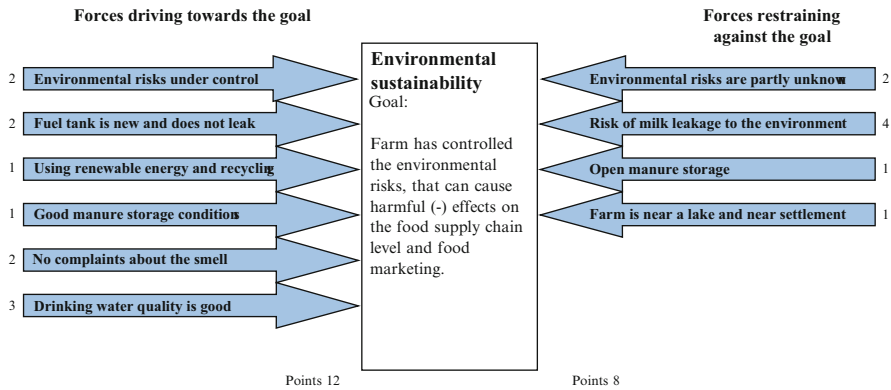 Forces driving towards the goal
Forces restraining
against the goal
2 Environmental risks under control
2 Fuel tank is new and does not leak
1 Using renewable energy and recycling
1 Good manure storage conditions
2 No complaints about the smell
3 Drinking water quality is good
Points 12
Environmental
sustainability
Goal:
Farm has controlled
the environmental
risks, that can cause
harmful (-) effects on
the food supply chain
level and food
marketing.
Environmental risks are partly unknown 2
Risk of milk leakage to the environment 4
Open manure storage 1
Farm is near a lake and near settlement 1
Points 8